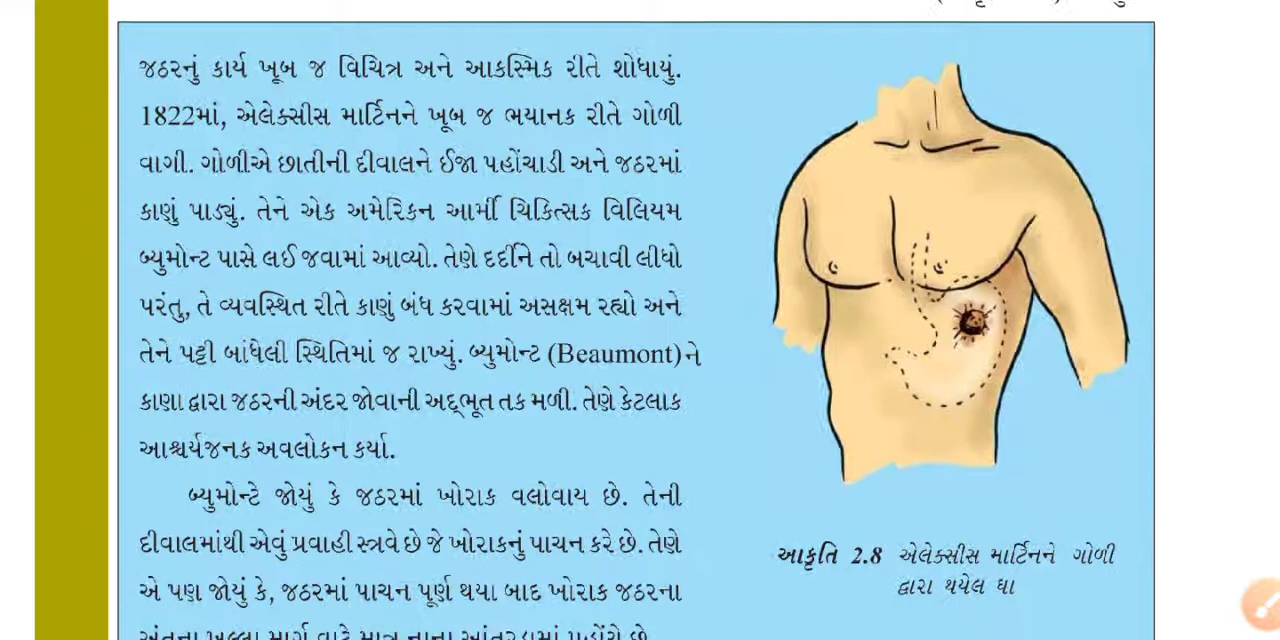 જઠરનું કાર્ય ખૂબ જ વિચિત્ર અને આકસ્મિક રીતે શોધાયું.
1822માં, એલેક્સીસ માર્ટિનને ખૂબ જ ભયાનક રીતે ગોળી
વાગી. ગોળીએ છાતીની દીવાલને ઈજા પહોંચાડી અને જઠરમાં
કાણું પાડ્યું. તેને એક અમેરિકન આર્મી ચિકિત્સક વિલિયમ
બ્યુમોન્ટ પાસે લઈ જવામાં આવ્યો. તેણે દર્દીને તો બચાવી લીધો
પરંતુ, તે વ્યવસ્થિત રીતે કાણું બંધ કરવામાં અસક્ષમ રહ્યો અને
તેને પટ્ટી બાંધેલી સ્થિતિમાં જ રાખ્યું. બ્યુમોન્ટ (Beaumont) ને
કાણા દ્વારા જઠરની અંદર જોવાની અદ્ભૂત તક મળી. તેણે કેટલાક
આશ્ચર્યજનક અવલોકન કર્યા.
બ્યુમોન્ટે જોયું કે જઠરમાં ખોરાક વલોવાય છે. તેની
દીવાલમાંથી એવું પ્રવાહી સ્ત્રવે છે જે ખોરાકનું પાચન કરે છે. તેણે
એ પણ જોયું કે, જઠરમાં પાચન પૂર્ણ થયા બાદ ખોરાક જઠરના
અંતના ખુલ્લા માર્ગ વાટે માત્ર નાના આંતરડામાં પહોંચે છે.
આકૃતિ 2.8 એલેક્સીસ માર્ટિનને ગોળી
દ્વારા થયેલ ઘા